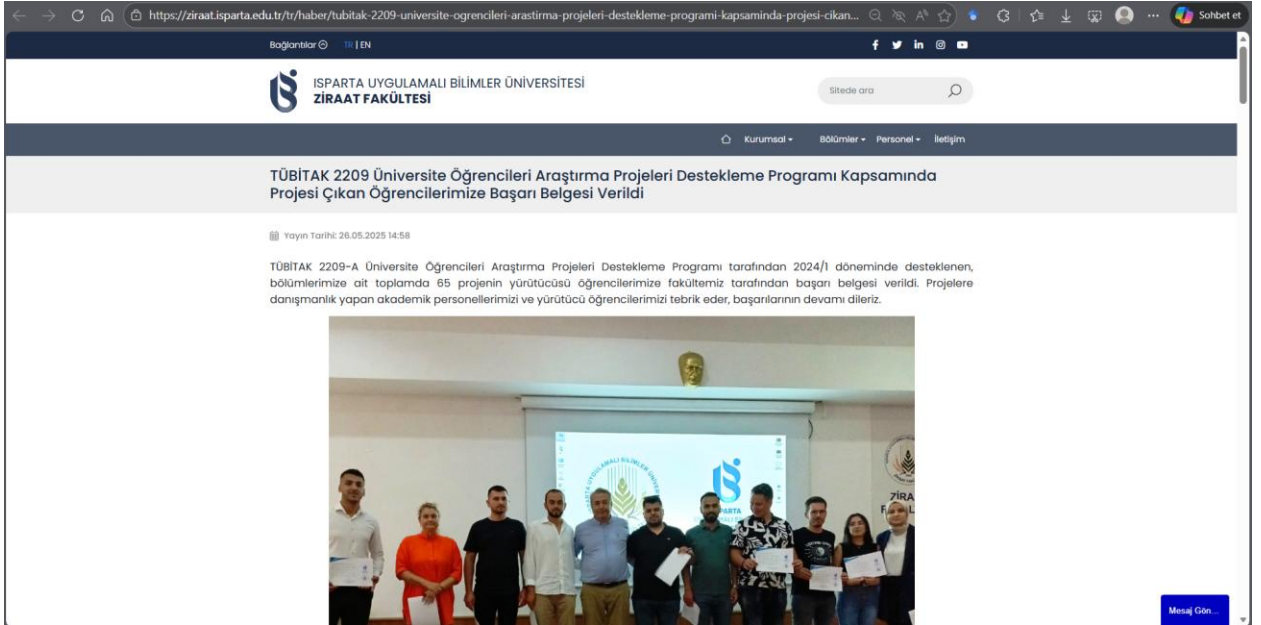 https://ziraat.isparta.edu.tr/tr/haber/tubitak-2209-universite-ogrencileri-arastirma-projeleri-destekleme-programi-kapsaminda-projesi-cikan...
Sohbet et
Bağlantılar TR | EN
ISPARTA UYGULAMALI BİLİMLER ÜNİVERSİTESİ
ZİRAAT FAKÜLTESİ
Sitede ara
Kurumsal Bölümler Personel İletişim
TÜBİTAK 2209 Üniversite Öğrencileri Araştırma Projeleri Destekleme Programı Kapsamında
Projesi Çıkan Öğrencilerimize Başarı Belgesi Verildi
Yayın Tarihi: 26.05.2025 14:58
TÜBİTAK 2209-A Üniversite Öğrencileri Araştırma Projeleri Destekleme Programı tarafından 2024/1 döneminde desteklenen,
bölümlerimize ait toplamda 65 projenin yürütücüsü öğrencilerimize fakültemiz tarafından başarı belgesi verildi. Projelere
danışmanlık yapan akademik personellerimizi ve yürütücü öğrencilerimizi tebrik eder, başarılarının devamı dileriz.
ZİRA
ISPARTA
Mesaj Gön...